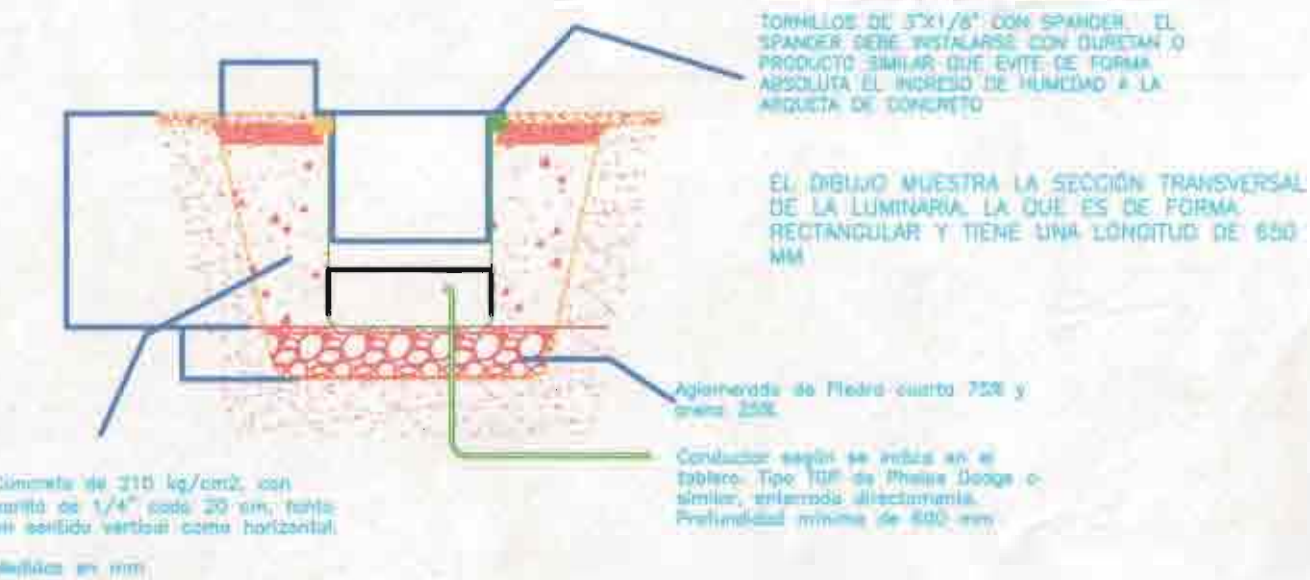 TORNILLOS DE 3"X1/8" CON SPANDER. EL
SPANDER DEBE INSTALARSE CON DURETAN O
PRODUCTO SIMILAR QUE EVITE DE FORMA
ABSOLUTA EL INGRESO DE HUMEDAD A LA
ARQUETA DE CONCRETO
EL DIBUJO MUESTRA LA SECCIÓN TRANSVERSAL
DE LA LUMINARIA, LA QUE ES DE FORMA
RECTANGULAR Y TIENE UNA LONGITUD DE 650
MM
Aglomerado de Piedra cuarta 75% y
arena 25%
Conductor según se indica en el
tablero. Tipo TGP de Phelps Dodge o
similar, enterrado directamente.
Profundidad mínima de 600 mm
Concreto de 210 kg/cm2, con
varilla de 1/4" cada 20 cm, tanto
en sentido vertical como horizontal.
Medidas en mm